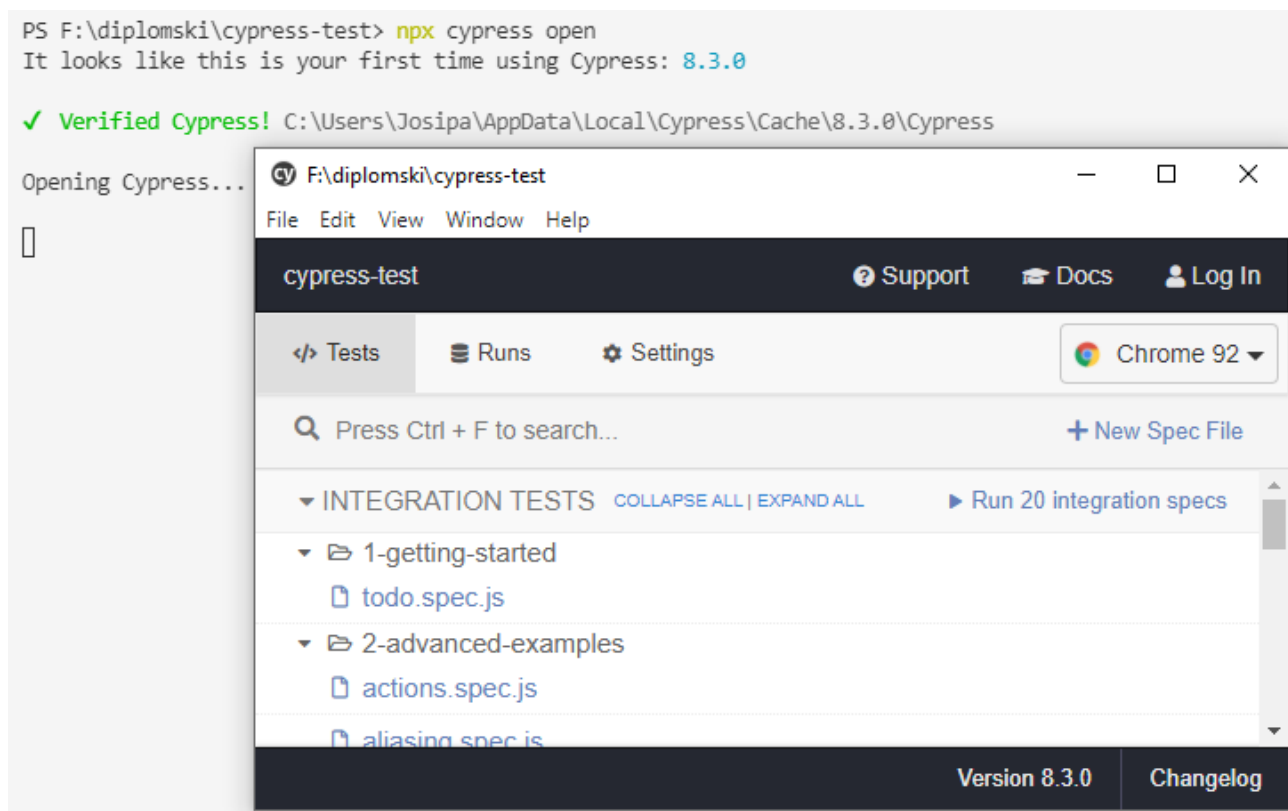 PS F:\diplomski\cypress-test> npx cypress open
It looks like this is your first time using Cypress: 8.3.0
✓ Verified Cypress! C:\Users\Josipa\AppData\Local\Cypress\Cache\8.3.0\Cypress
Opening Cypress...
cy F:\diplomski\cypress-test
File Edit View Window Help
cypress-test Support Docs Log In
</> Tests Runs Settings Chrome 92
Press Ctrl + F to search... + New Spec File
INTEGRATION TESTS COLLAPSE ALL | EXPAND ALL Run 20 integration specs
1-getting-started
todo.spec.js
2-advanced-examples
actions.spec.js
aliasing.spec.js
Version 8.3.0 Changelog